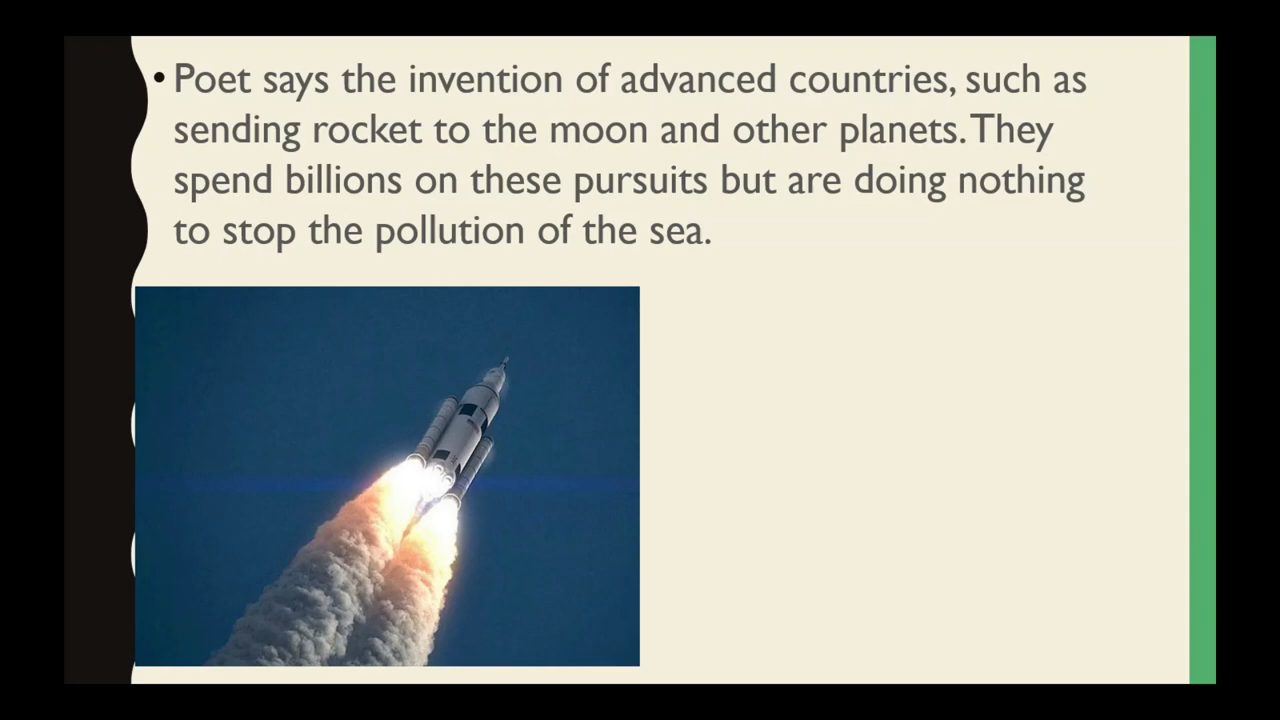 • Poet says the invention of advanced countries, such as
sending rocket to the moon and other planets. They
spend billions on these pursuits but are doing nothing
to stop the pollution of the sea.